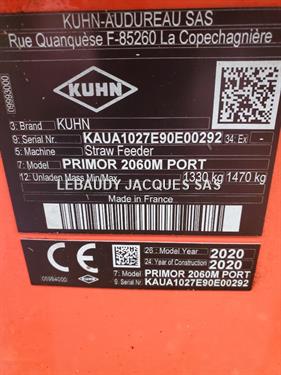 KUHN-AUDUREAU SAS
Rue Quanquèse F-85260 La Copechagnière
09993000
KUHN
3: Brand KUHN
9: Serial Nr. KAUA1027E90E00292 34: Ex -
5: Machine Straw Feeder
7: Model PRIMOR 2060M PORT
12: Unladen Mass Min/Max 1330 kg 1470 kg
LEBAUDY JACQUES SAS
Made in France
CE
09984000
26: Model Year 2020
24: Year of Construction 2020
7: Model PRIMOR 2060M PORT
9: Serial Nr. KAUA1027E90E00292